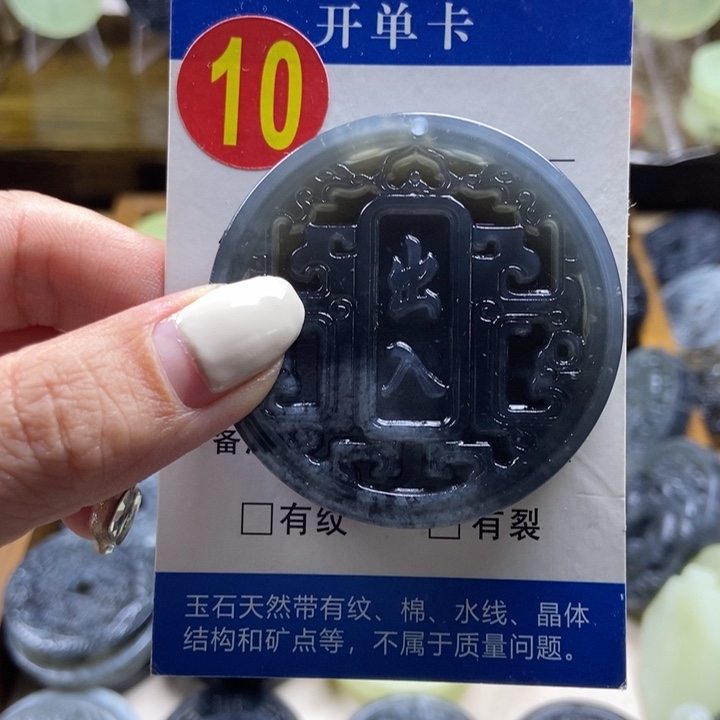 开单卡
10
出
入
备
有纹
有裂
玉石天然带有纹、棉、水线、晶体
结构和矿点等，不属于质量问题。